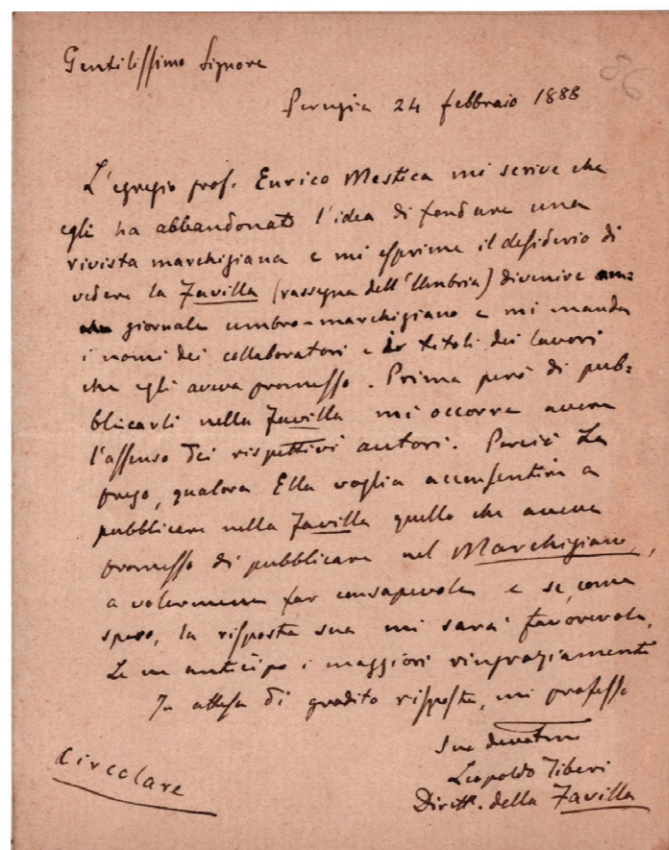 Gentilissimo Signore
86
Perugia 24 febbraio 1888
L'egregio prof. Enrico Mestica mi scrive che
egli ha abbandonato l'idea di fondare una
rivista marchigiana e mi esprime il desiderio di
vedere la Favilla (rassegna dell'Umbria) divenire
giornale umbro-marchigiano e mi manda
i nomi dei collaboratori e i titoli dei lavori
che egli aveva promesso. Prima però di pub=
blicarli nella Favilla mi occorre avere
l'assenso dei rispettivi autori. Perciò La
prego, qualora Ella voglia acconsentire a
pubblicare nella Favilla quello che aveva
promesso di pubblicare nel Marchigiano,
a volermene far consapevole e se, come
spero, la risposta sua mi sarà favorevole,
Le ne anticipo i maggiori ringraziamenti
In attesa di gradita risposta, mi professo
Suo
Leopoldo Tiberi
Dirett. della Favilla
Circolare